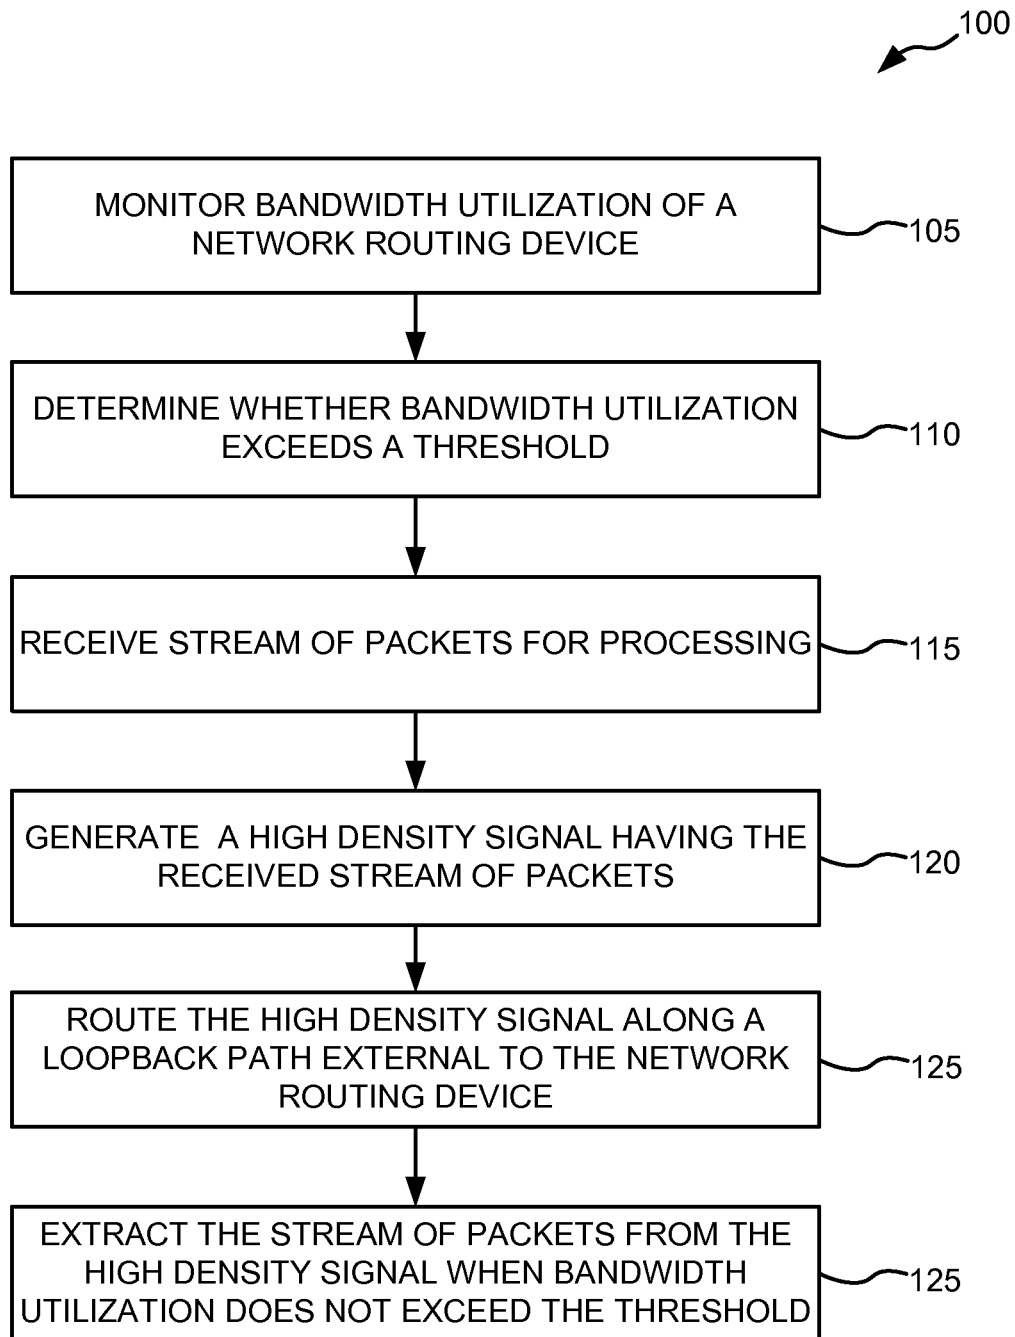 100
MONITOR BANDWIDTH UTILIZATION OF A
NETWORK ROUTING DEVICE
105
DETERMINE WHETHER BANDWIDTH UTILIZATION
EXCEEDS A THRESHOLD
110
RECEIVE STREAM OF PACKETS FOR PROCESSING
115
GENERATE A HIGH DENSITY SIGNAL HAVING THE
RECEIVED STREAM OF PACKETS
120
ROUTE THE HIGH DENSITY SIGNAL ALONG A
LOOPBACK PATH EXTERNAL TO THE NETWORK
ROUTING DEVICE
125
EXTRACT THE STREAM OF PACKETS FROM THE
HIGH DENSITY SIGNAL WHEN BANDWIDTH
UTILIZATION DOES NOT EXCEED THE THRESHOLD
125